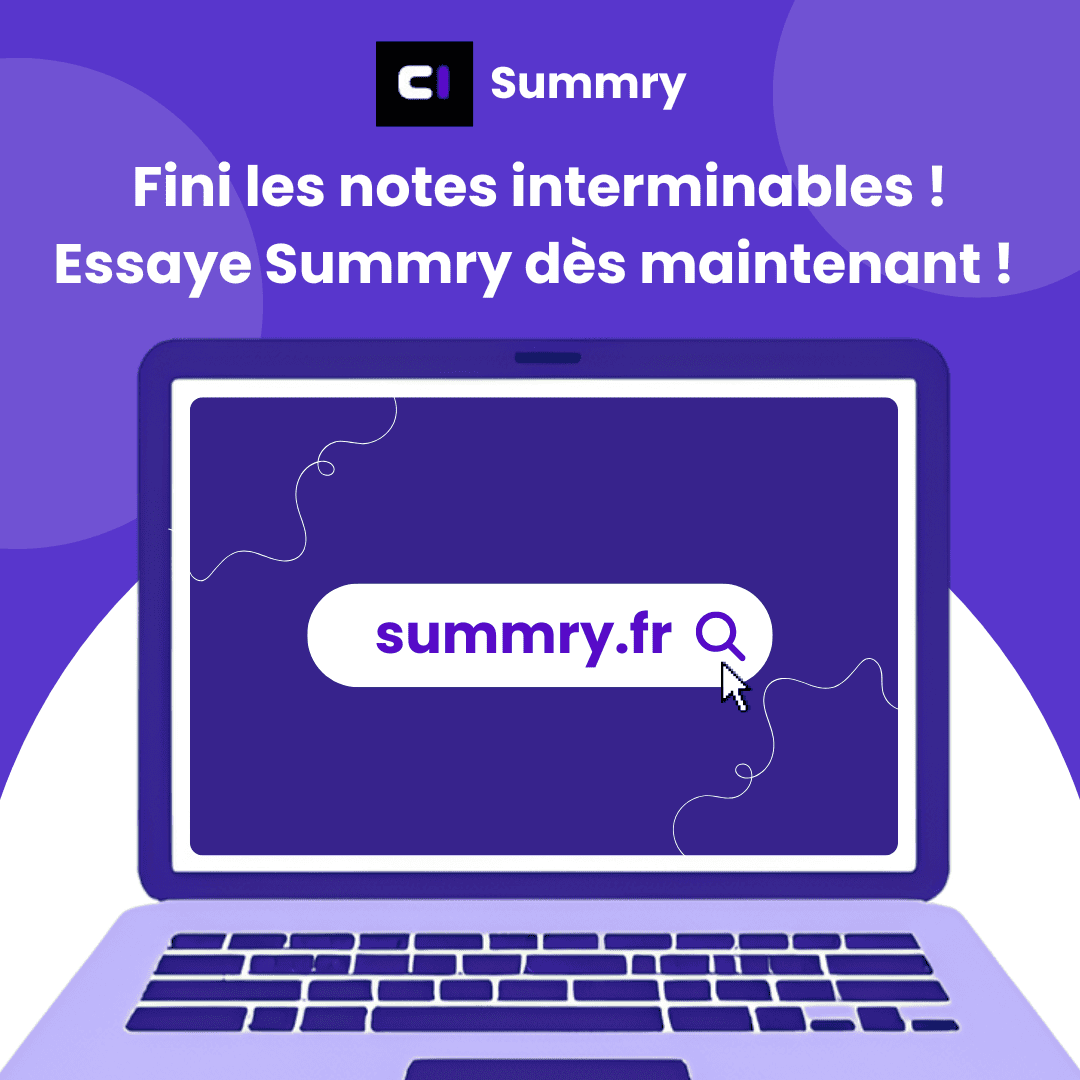 Summry
Fini les notes interminables !
Essaye Summry dès maintenant !
summry.fr